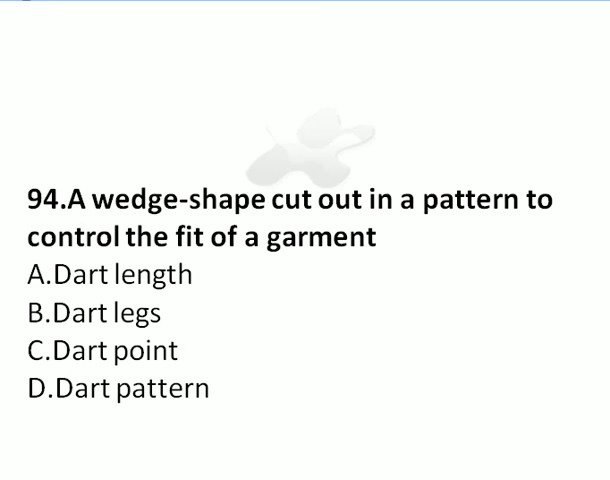 94.A wedge-shape cut out in a pattern to
control the fit of a garment
A.Dart length
B.Dart legs
C.Dart point
D.Dart pattern